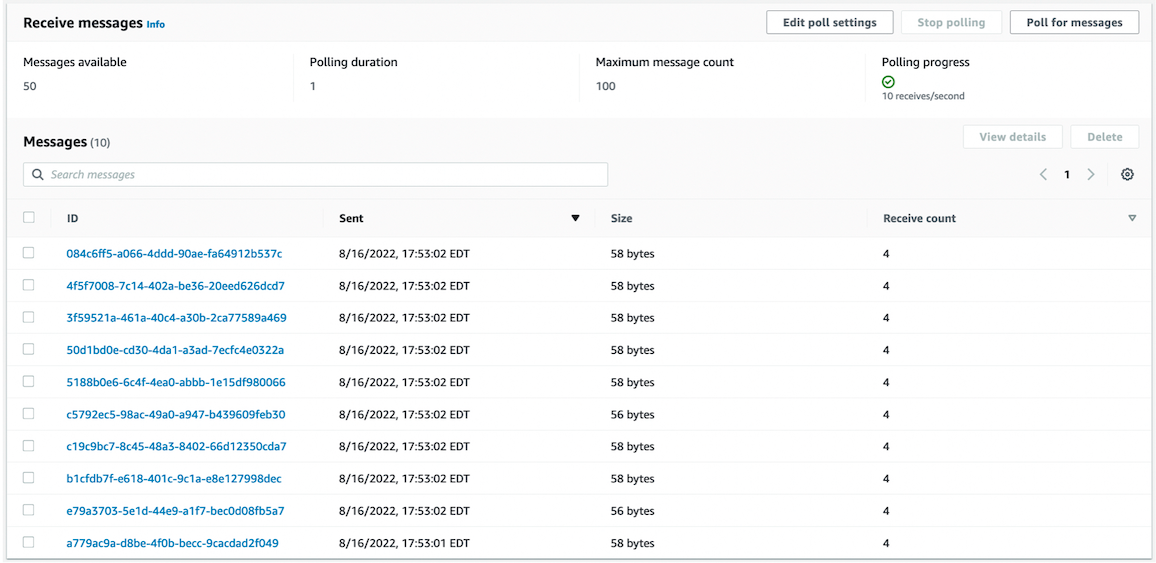 Receive messages Info Edit poll settings Stop polling Poll for messages
Messages available Polling duration Maximum message count Polling progress
50 1 100
10 receives/second
Messages (10) View details Delete
Search messages 1
ID Sent Size Receive count
084c6ff5-a066-4ddd-90ae-fa64912b537c 8/16/2022, 17:53:02 EDT 58 bytes 4
4f5f7008-7c14-402a-be36-20eed626dcd7 8/16/2022, 17:53:02 EDT 58 bytes 4
3f59521a-461a-40c4-a30b-2ca77589a469 8/16/2022, 17:53:02 EDT 58 bytes 4
50d1bd0e-cd30-4da1-a3ad-7ecfc4e0322a 8/16/2022, 17:53:02 EDT 58 bytes 4
5188b0e6-6c4f-4ea0-abbb-1e15df980066 8/16/2022, 17:53:02 EDT 58 bytes 4
c5792ec5-98ac-49a0-a947-b439609feb30 8/16/2022, 17:53:02 EDT 56 bytes 4
c19c9bc7-8c45-48a3-8402-66d12350cda7 8/16/2022, 17:53:02 EDT 58 bytes 4
b1cfdb7f-e618-401c-9c1a-e8e127998dec 8/16/2022, 17:53:02 EDT 58 bytes 4
e79a3703-5e1d-44e9-a1f7-bec0d08fb5a7 8/16/2022, 17:53:02 EDT 56 bytes 4
a779ac9a-d8be-4f0b-becc-9cacdad2f049 8/16/2022, 17:53:01 EDT 58 bytes 4